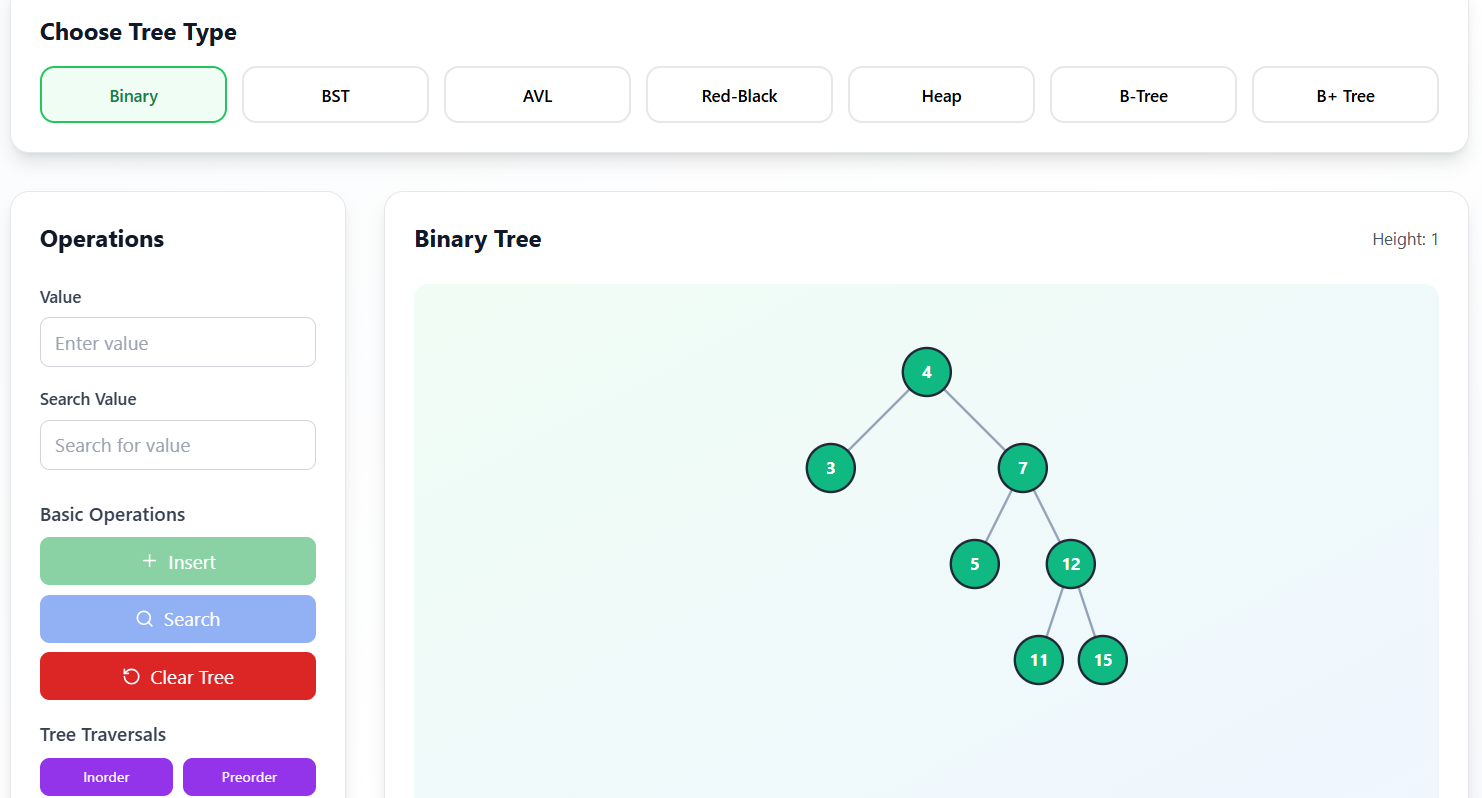 Choose Tree Type
Binary BST AVL Red-Black Heap B-Tree B+ Tree
Operations
Value
Enter value
Search Value
Search for value
Basic Operations
+ Insert
Search
Clear Tree
Tree Traversals
Inorder Preorder
Binary Tree Height: 1
4
3 7
5 12
11 15